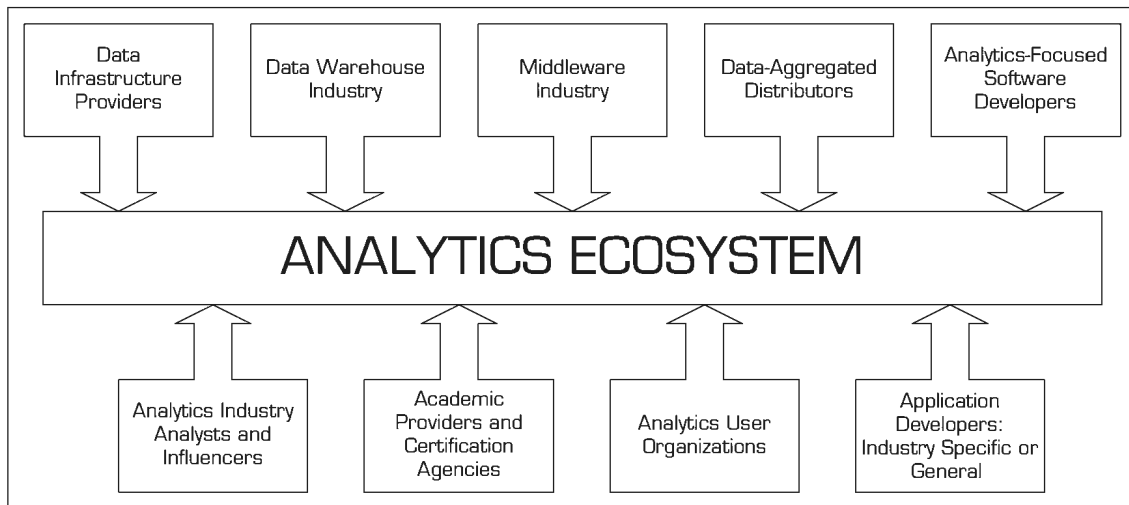 Data
Infrastructure
Providers
Data Warehouse
Industry
Middleware
Industry
Data-Aggregated
Distributors
Analytics-Focused
Software
Developers
ANALYTICS ECOSYSTEM
Analytics Industry
Analysts and
Influencers
Academic
Providers and
Certification
Agencies
Analytics User
Organizations
Application
Developers:
Industry Specific or
General